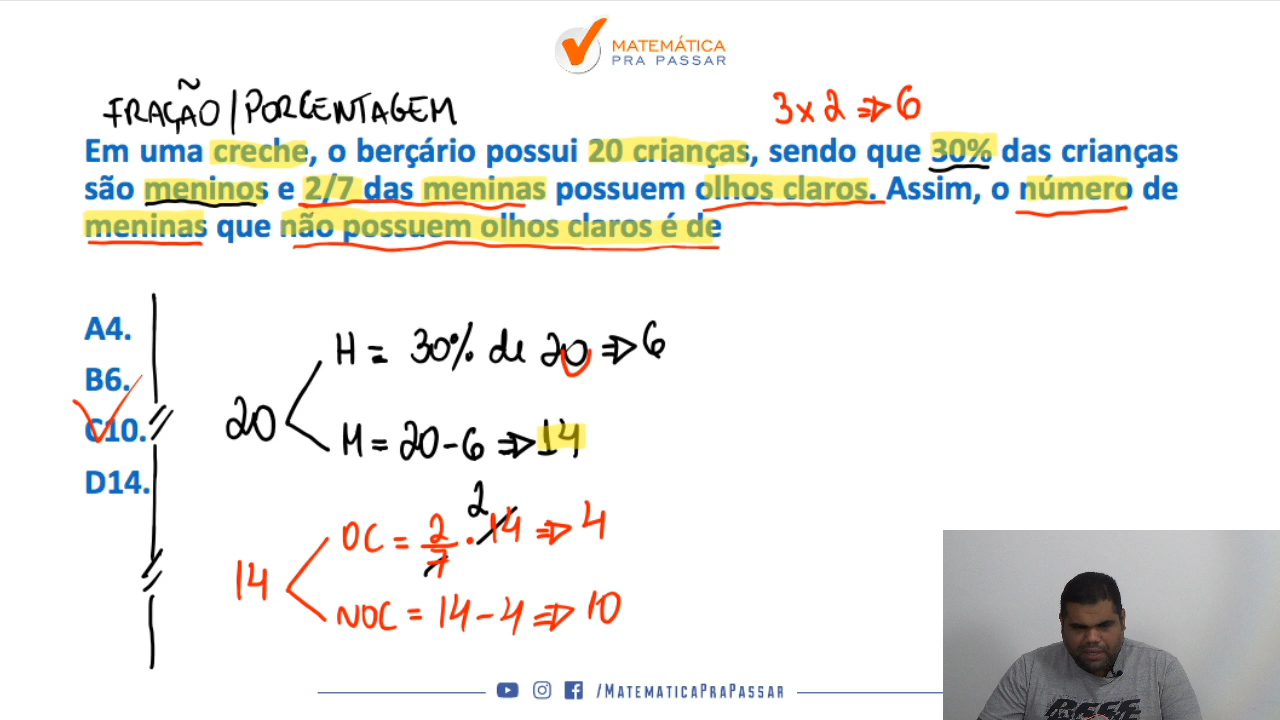 MATEMÁTICA
PRA PASSAR
FRAÇÃO/PORCENTAGEM
3 x 2 ⇒ 6
Em uma creche, o berçário possui 20 crianças, sendo que 30% das crianças
são meninos e 2/7 das meninas possuem olhos claros. Assim, o número de
meninas que não possuem olhos claros é de
A4.
B6.
C10.
D14.
20
H = 30% de 20 ⇒ 6
M = 20 - 6 ⇒ 14
14
OC = 2/7 · 14 2 ⇒ 4
NOC = 14 - 4 ⇒ 10
/MATEMATICAPRAPASSAR